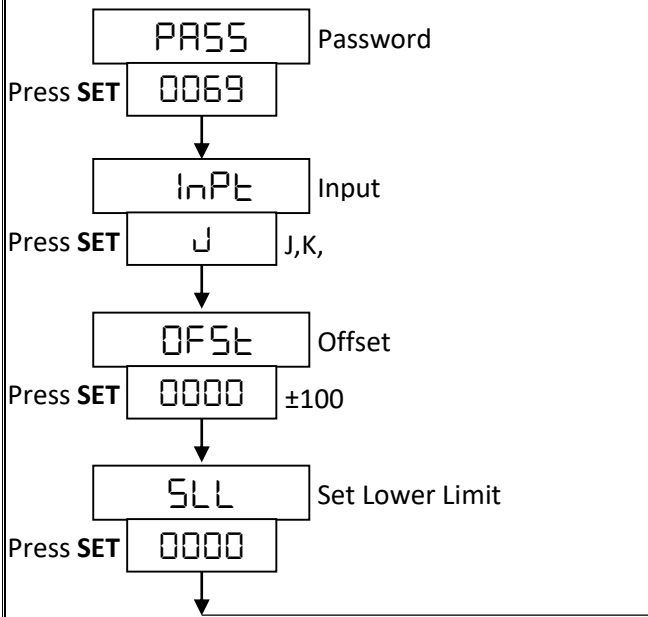 PASS Password
Press SET 0069
InPt Input
Press SET J J,K,
OFSt Offset
Press SET 0000 ±100
SLL Set Lower Limit
Press SET 0000